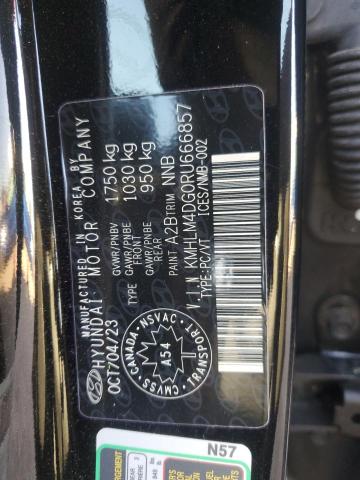 MANUFACTURED IN KOREA BY
HYUNDAI MOTOR COMPANY
OCT/04/23
GVWR/PNBV 1750 kg
GAWR/PNBE 1030 kg
TYPE
GAWR/PNBE 950 kg
REAR
PAINT A2B TRIM NNB
V.I.N KMHLM4DG0RU666857
TYPE:PC/VT ICES/NMB-002
CANADA NSVAC TRANSPORT CMVSS
A54
N57